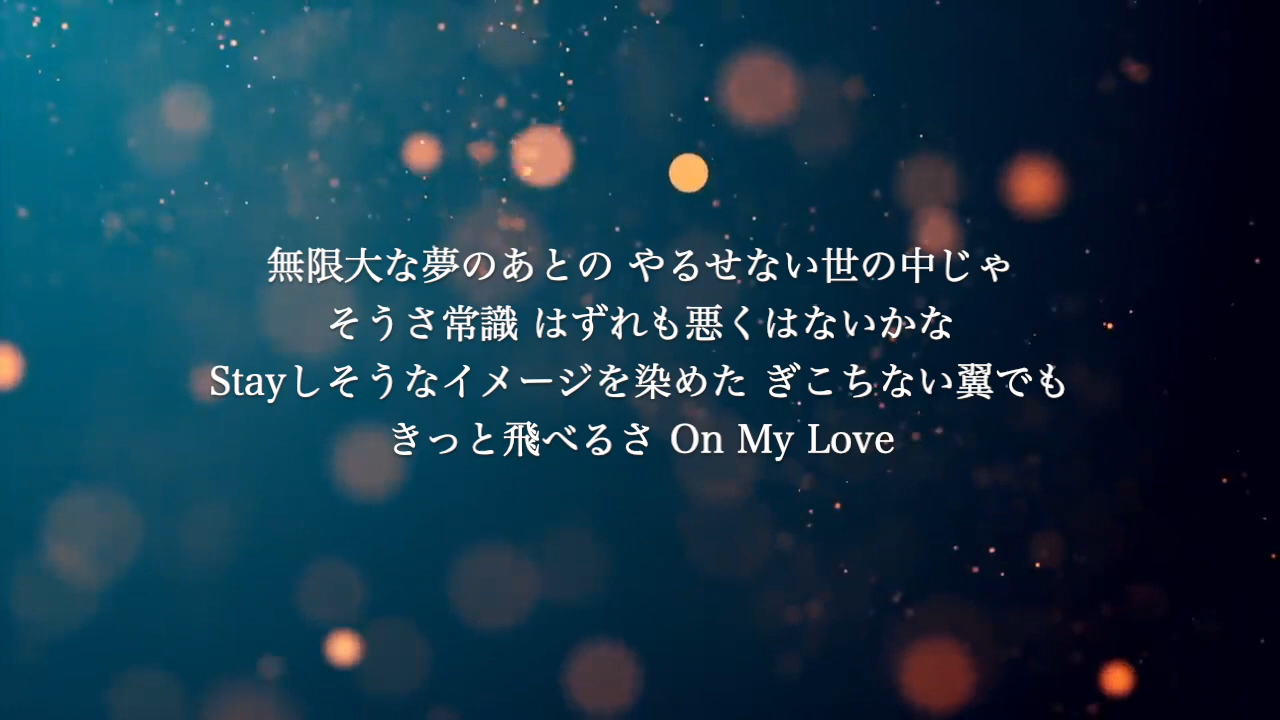 無限大な夢のあとの やるせない世の中じゃ
そうさ常識 はずれも悪くはないかな
Stayしそうなイメージを染めた ぎこちない翼でも
きっと飛べるさ On My Love